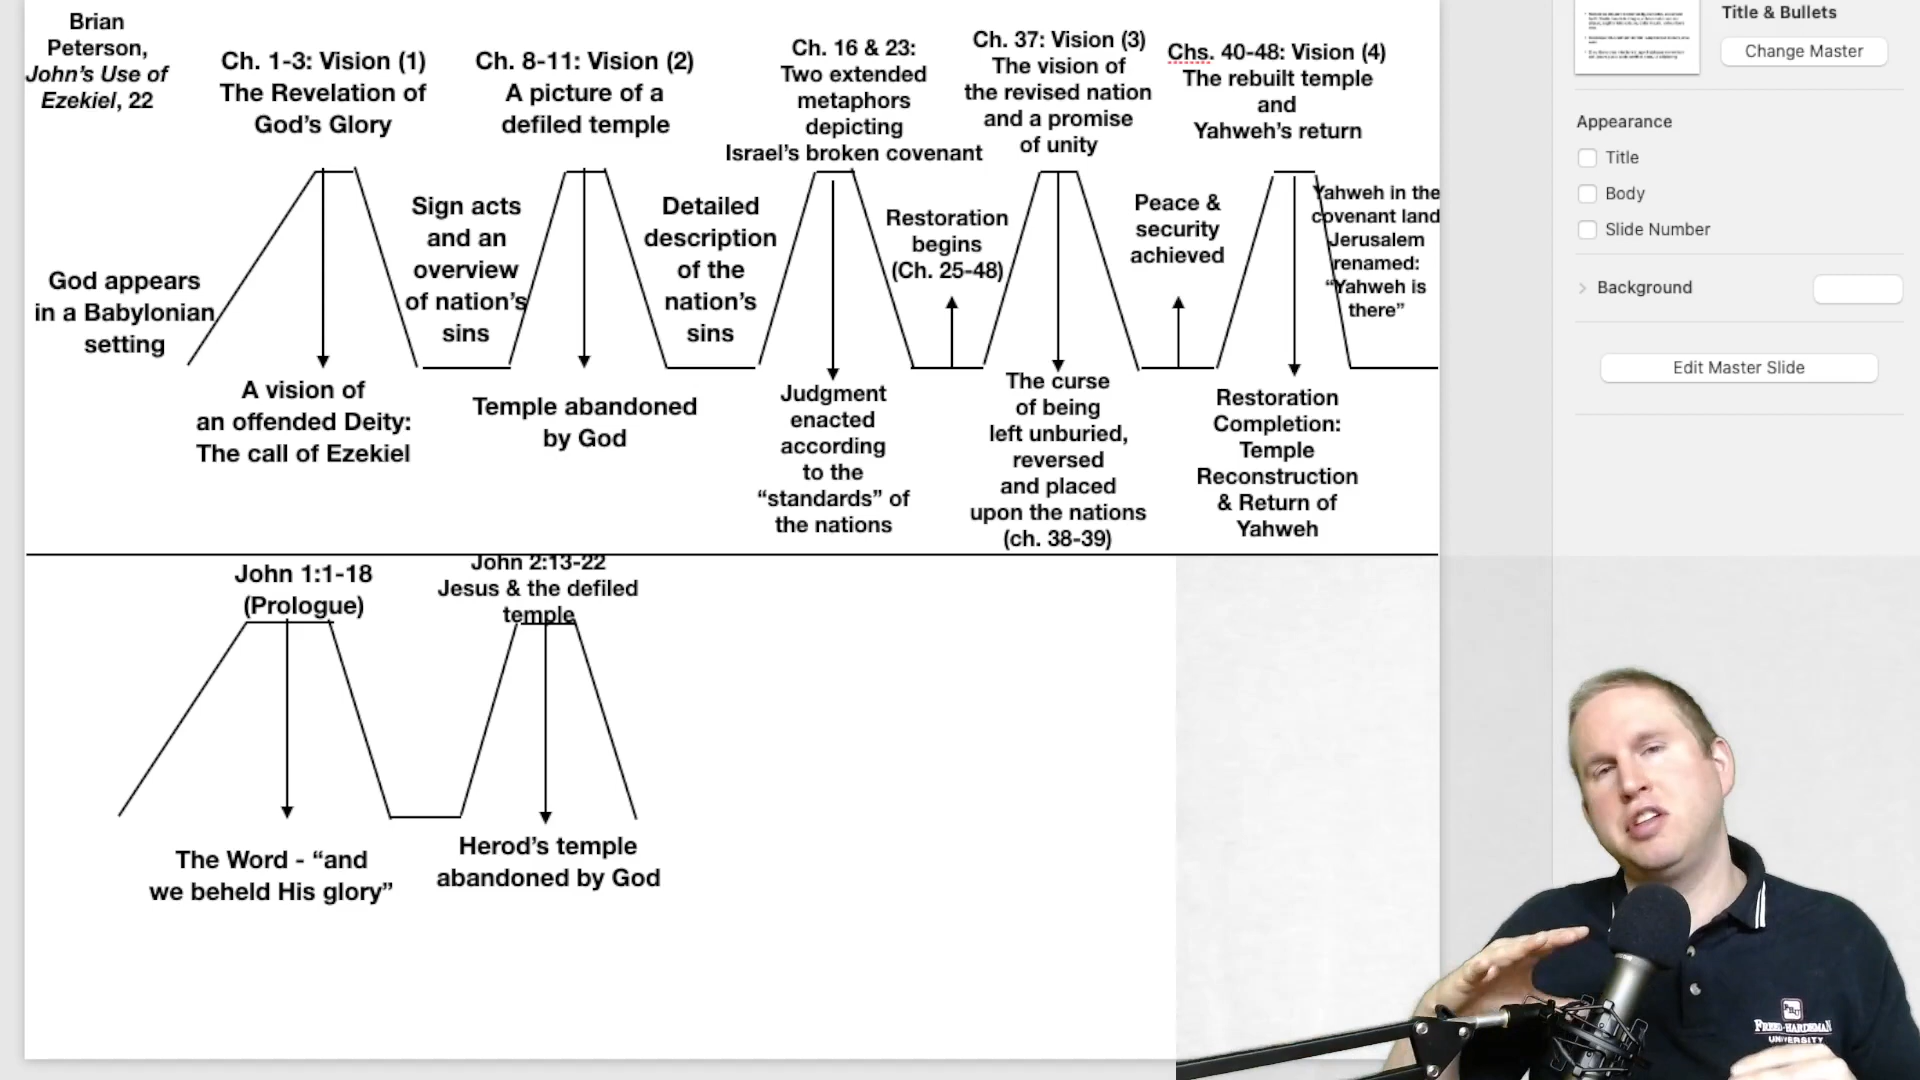 Brian
Peterson,
John's Use of
Ezekiel, 22
Ch. 1-3: Vision (1)
The Revelation of
God's Glory
Ch. 8-11: Vision (2)
A picture of a
defiled temple
Ch. 16 & 23:
Two extended
metaphors
depicting
Israel's broken covenant
Ch. 37: Vision (3)
The vision of
the revised nation
and a promise
of unity
Chs. 40-48: Vision (4)
The rebuilt temple
and
Yahweh's return
God appears
in a Babylonian
setting
Sign acts
and an
overview
of nation's
sins
Detailed
description
of the
nation's
sins
Restoration
begins
(Ch. 25-48)
Peace &
security
achieved
Yahweh in the
covenant land
Jerusalem
renamed:
“Yahweh is
there”
A vision of
an offended Deity:
The call of Ezekiel
Temple abandoned
by God
Judgment
enacted
according
to the
“standards” of
the nations
The curse
of being
left unburied,
reversed
and placed
upon the nations
(ch. 38-39)
Restoration
Completion:
Temple
Reconstruction
& Return of
Yahweh
John 1:1-18
(Prologue)
John 2:13-22
Jesus & the defiled
temple
The Word - “and
we beheld His glory”
Herod's temple
abandoned by God
Title & Bullets
Change Master
Appearance
Title
Body
Slide Number
Background
Edit Master Slide
FREED-HARDEMAN
UNIVERSITY